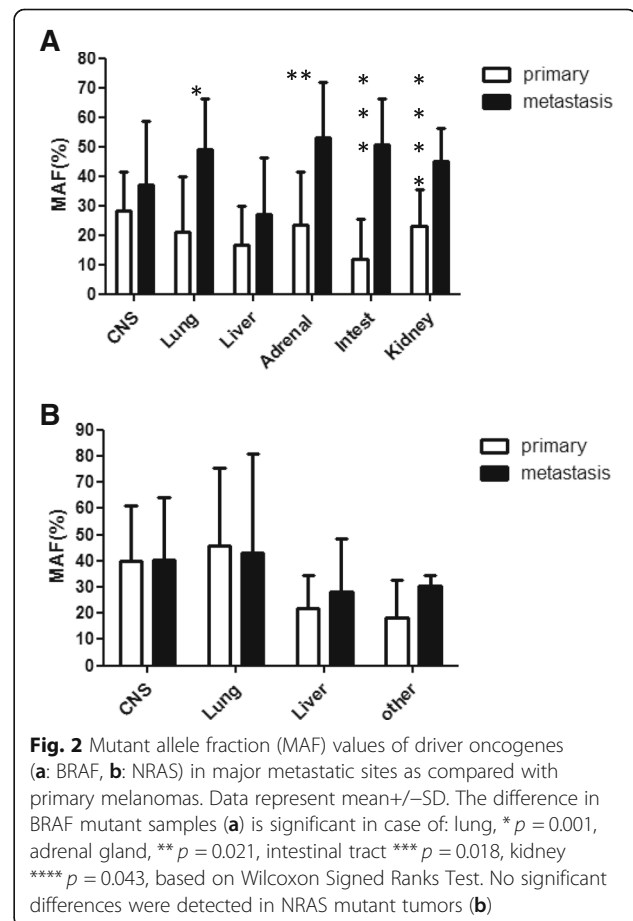 A
80
70
60
50
40
30
20
10
0
MAF(%)
*
**
***
****
primary
metastasis
CNS
Lung
Liver
Adrenal
Intest
Kidney
B
90
80
70
60
50
40
30
20
10
0
MAF(%)
primary
metastasis
CNS
Lung
Liver
other
Fig. 2 Mutant allele fraction (MAF) values of driver oncogenes
(a: BRAF, b: NRAS) in major metastatic sites as compared with
primary melanomas. Data represent mean+/−SD. The difference in
BRAF mutant samples (a) is significant in case of: lung, * p = 0.001,
adrenal gland, ** p = 0.021, intestinal tract *** p = 0.018, kidney
**** p = 0.043, based on Wilcoxon Signed Ranks Test. No significant
differences were detected in NRAS mutant tumors (b)